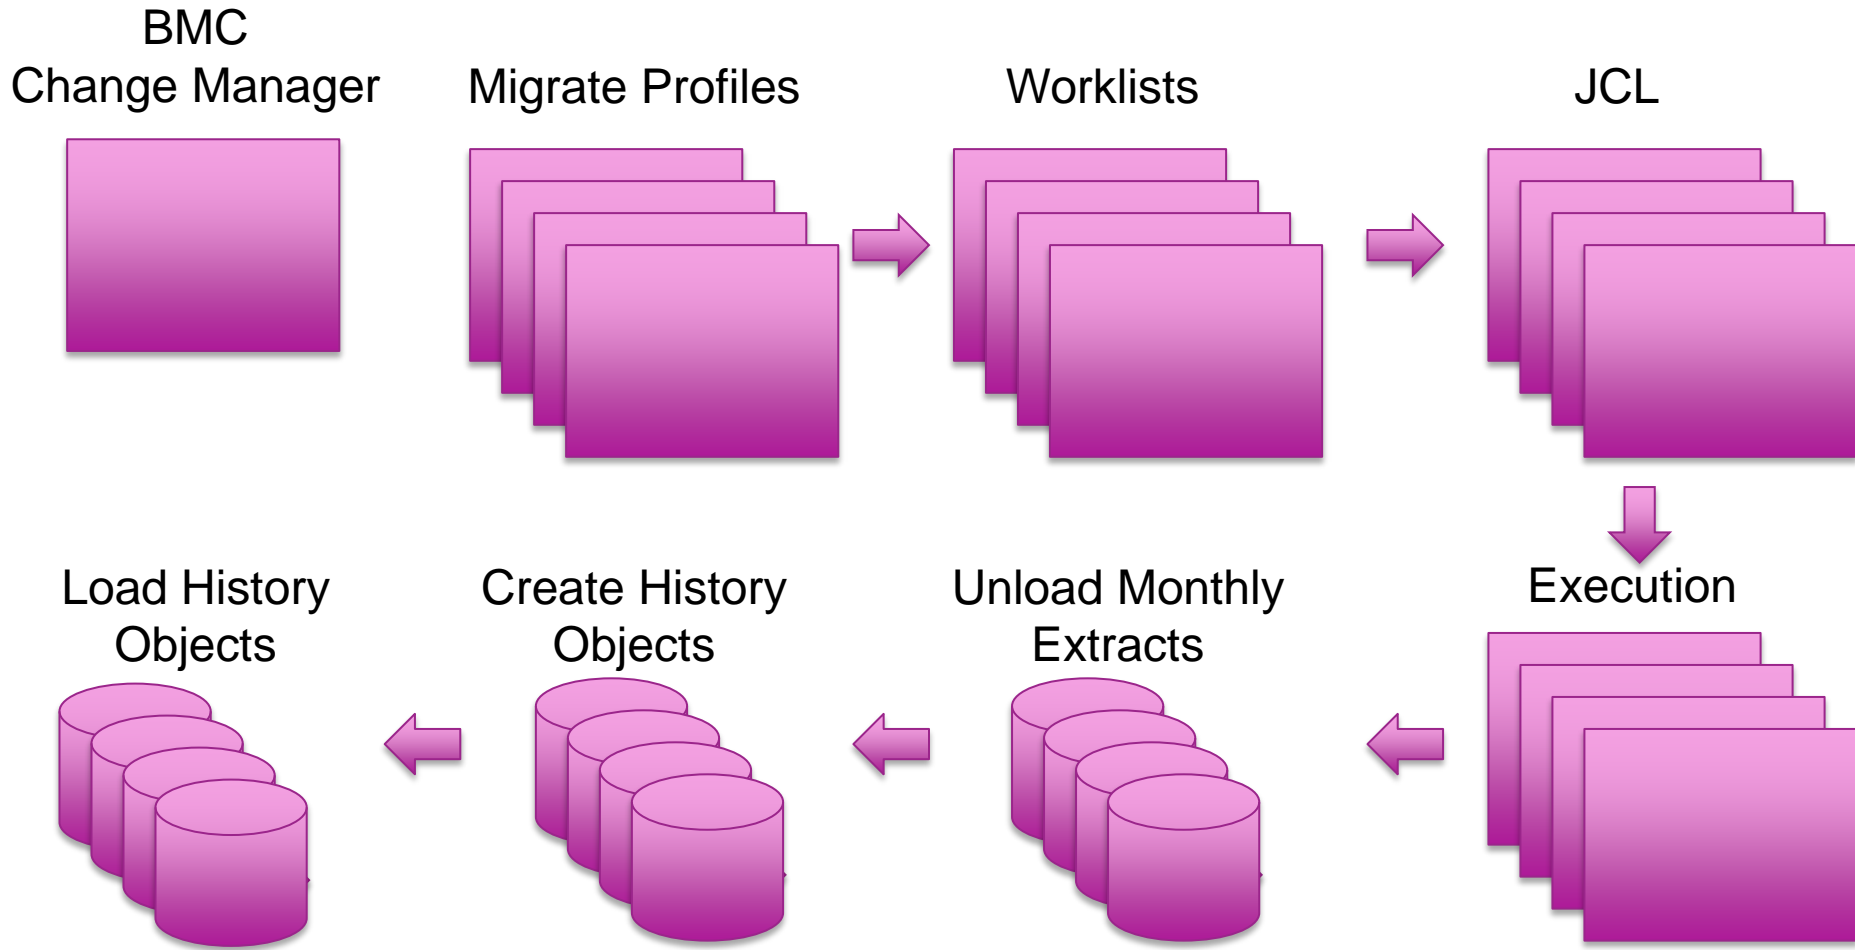 BMC
Change Manager
Migrate Profiles
Worklists
JCL
Load History
Objects
Create History
Objects
Unload Monthly
Extracts
Execution